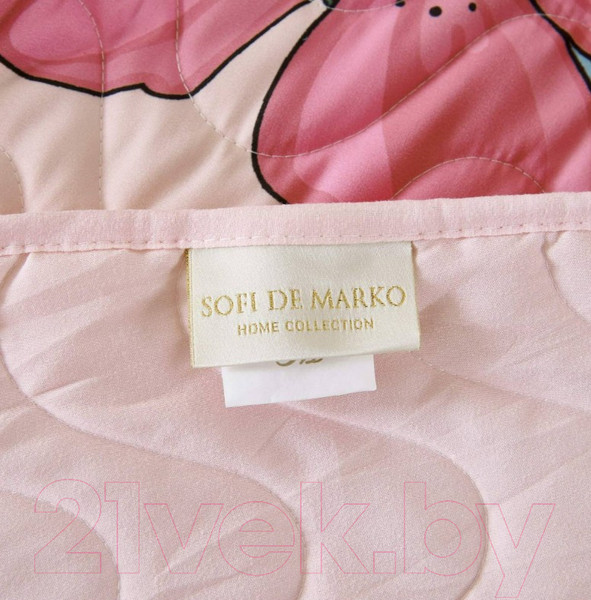 SOFI DE MARKO
HOME COLLECTION
21vek.by